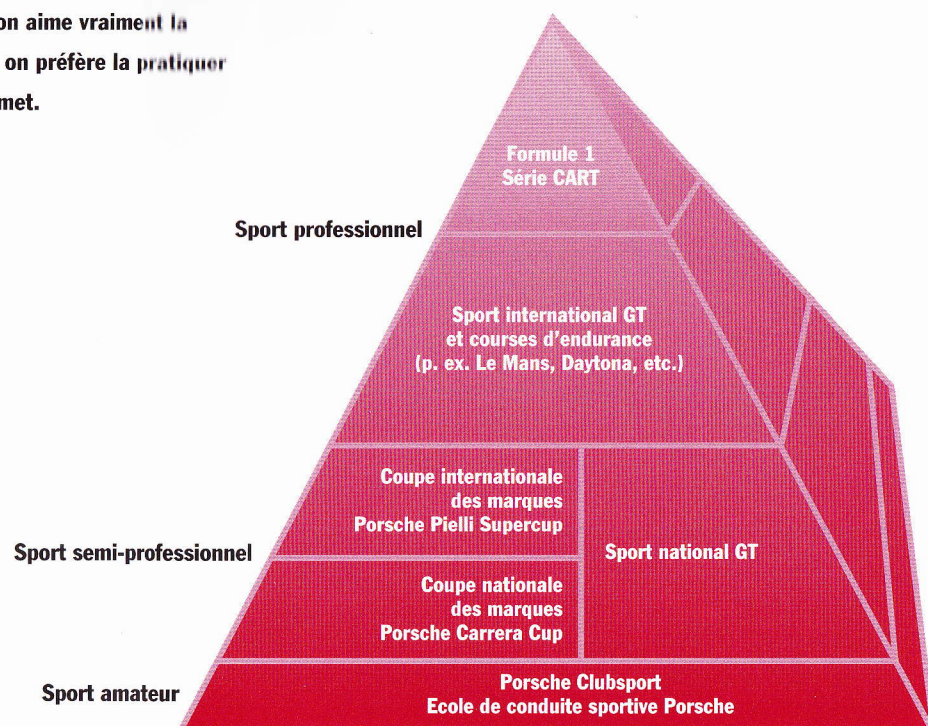 on aime vraiment la
on préfère la pratiquer
met.
Formule 1
Série CART
Sport professionnel
Sport international GT
et courses d'endurance
(p. ex. Le Mans, Daytona, etc.)
Coupe internationale
des marques
Porsche Pielli Supercup
Sport semi-professionnel
Sport national GT
Coupe nationale
des marques
Porsche Carrera Cup
Sport amateur
Porsche Clubsport
Ecole de conduite sportive Porsche